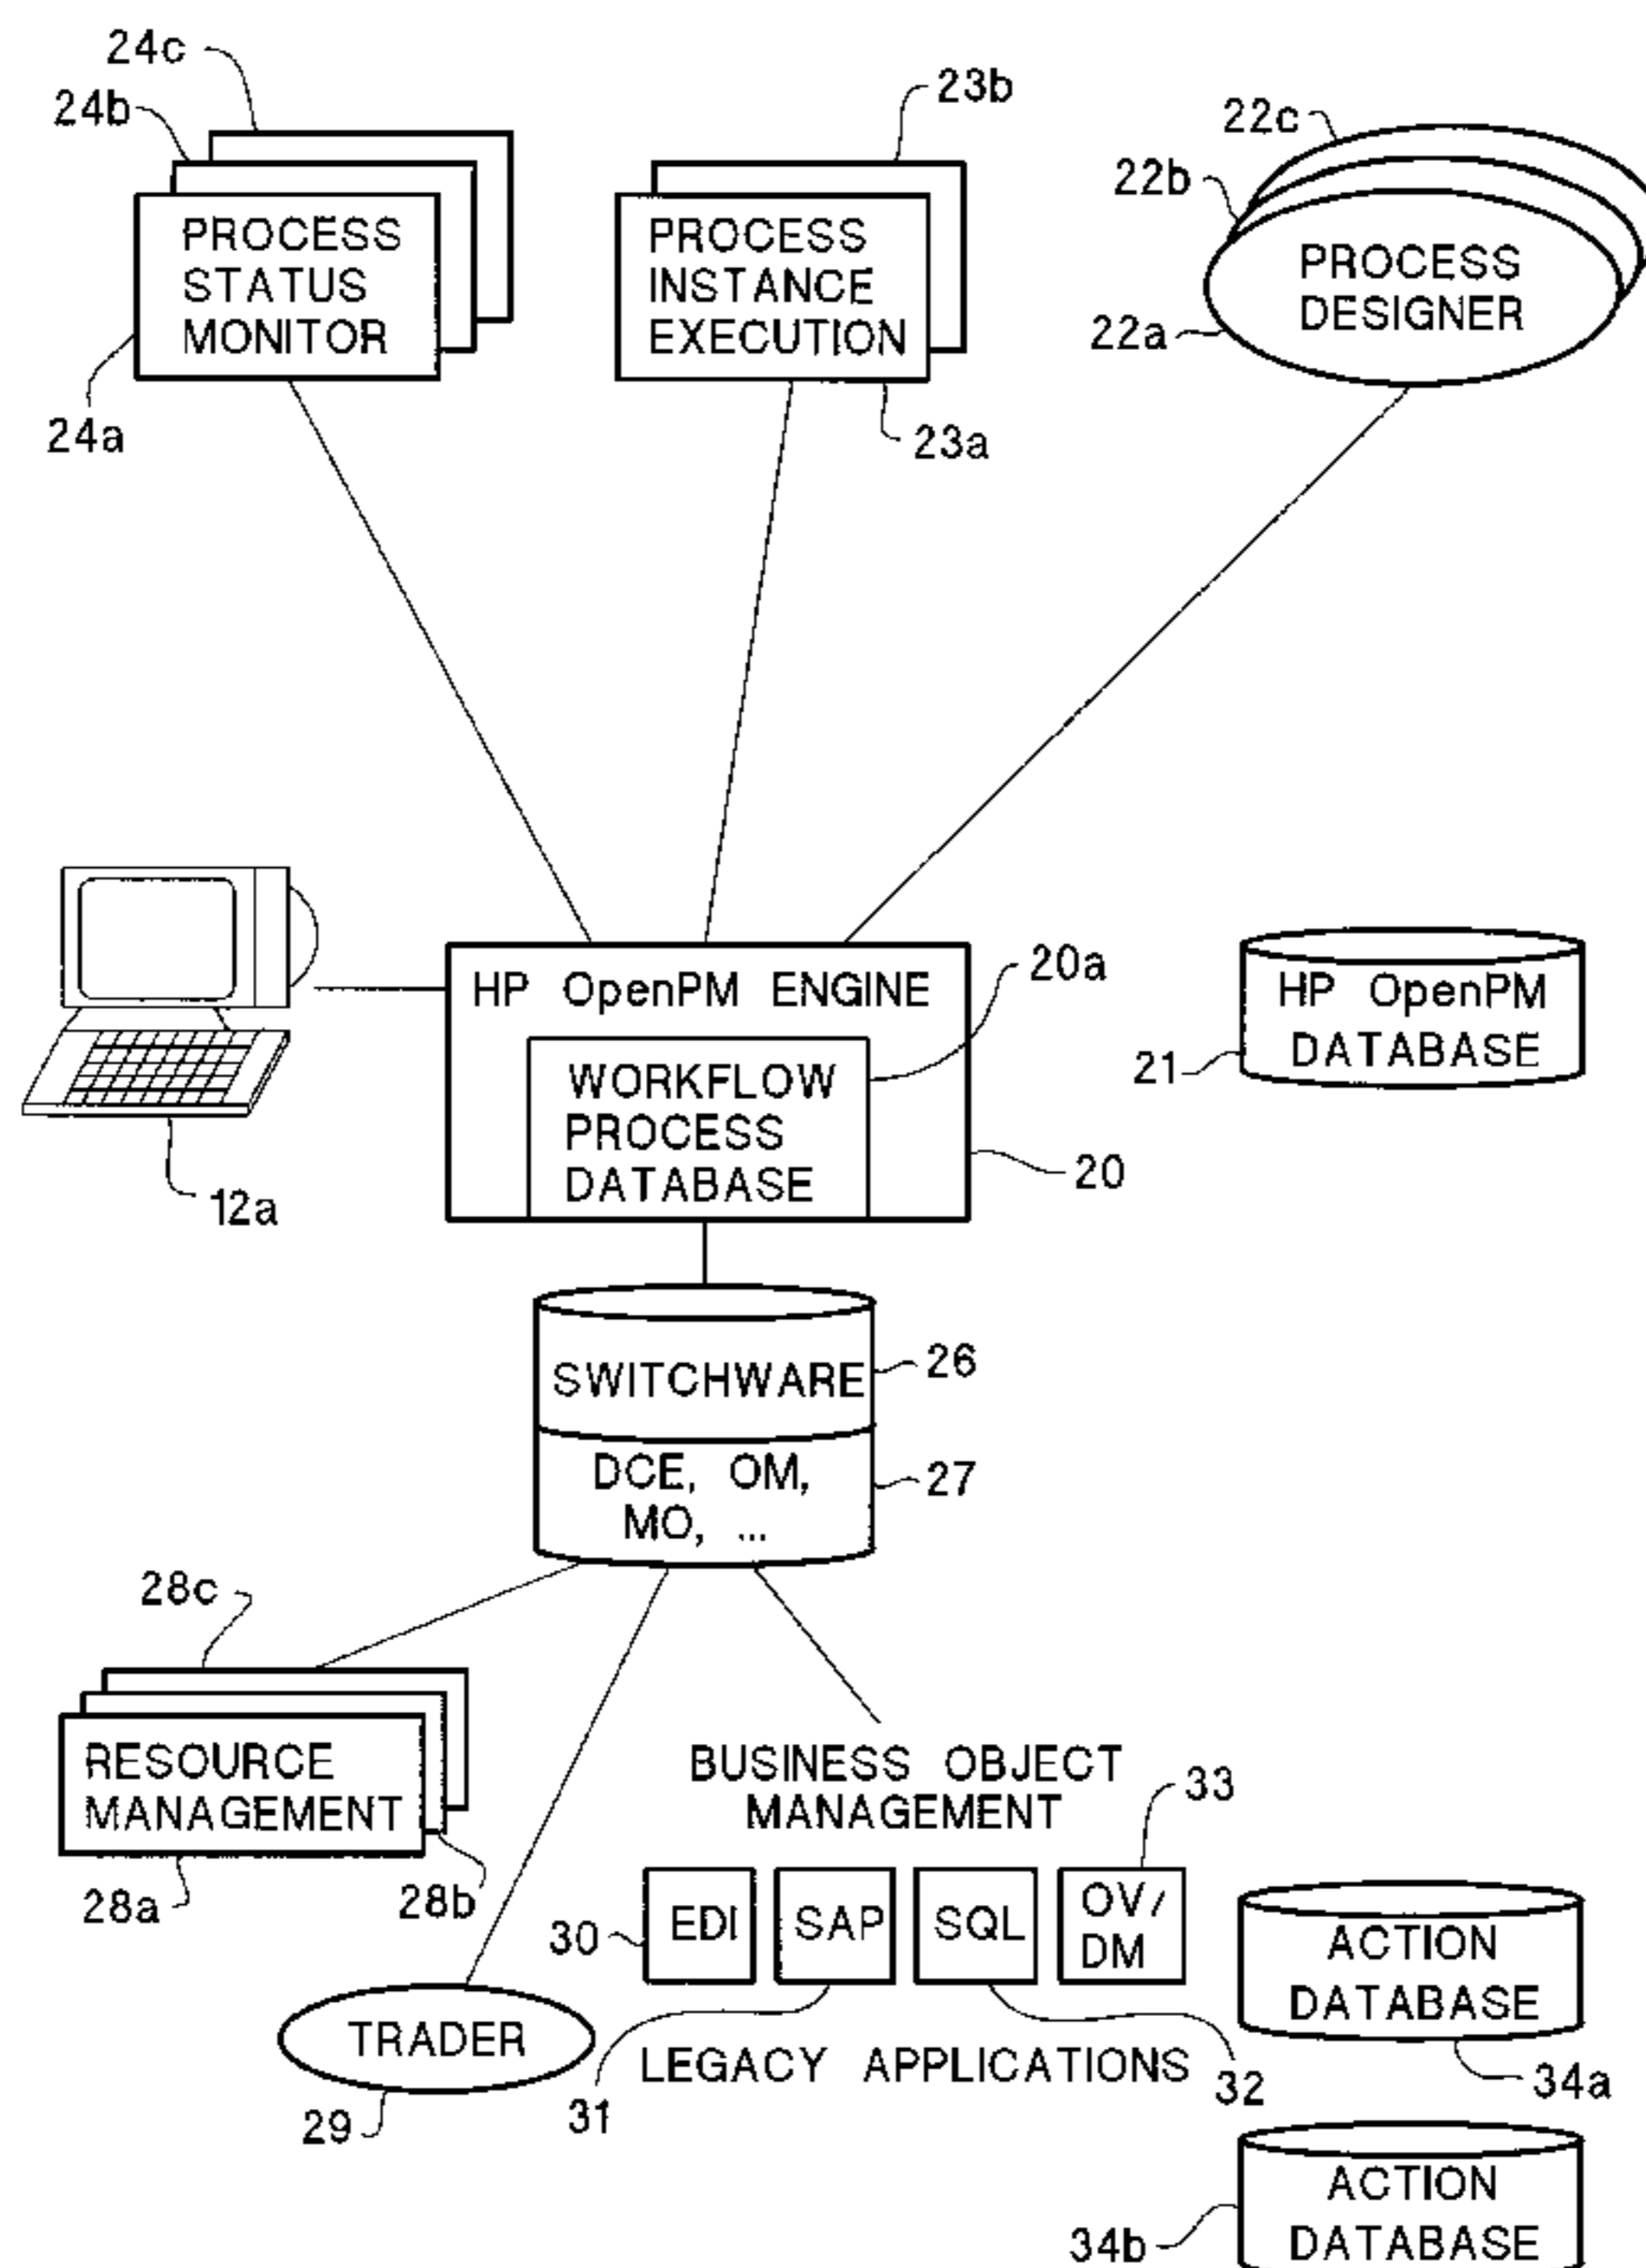 24c
24b
23b
22c
22b
PROCESS
STATUS
MONITOR
PROCESS
INSTANCE
EXECUTION
PROCESS
DESIGNER
22a
24a
23a
HP OpenPM ENGINE
20a
WORKFLOW
PROCESS
DATABASE
20
HP OpenPM
DATABASE
21
12a
SWITCHWARE
26
DCE, OM,
MO, ...
27
28c
RESOURCE
MANAGEMENT
28a
28b
BUSINESS OBJECT
MANAGEMENT
33
30
EDI
SAP
SQL
OV/
DM
ACTION
DATABASE
34a
TRADER
29
31
LEGACY APPLICATIONS
32
ACTION
DATABASE
34b